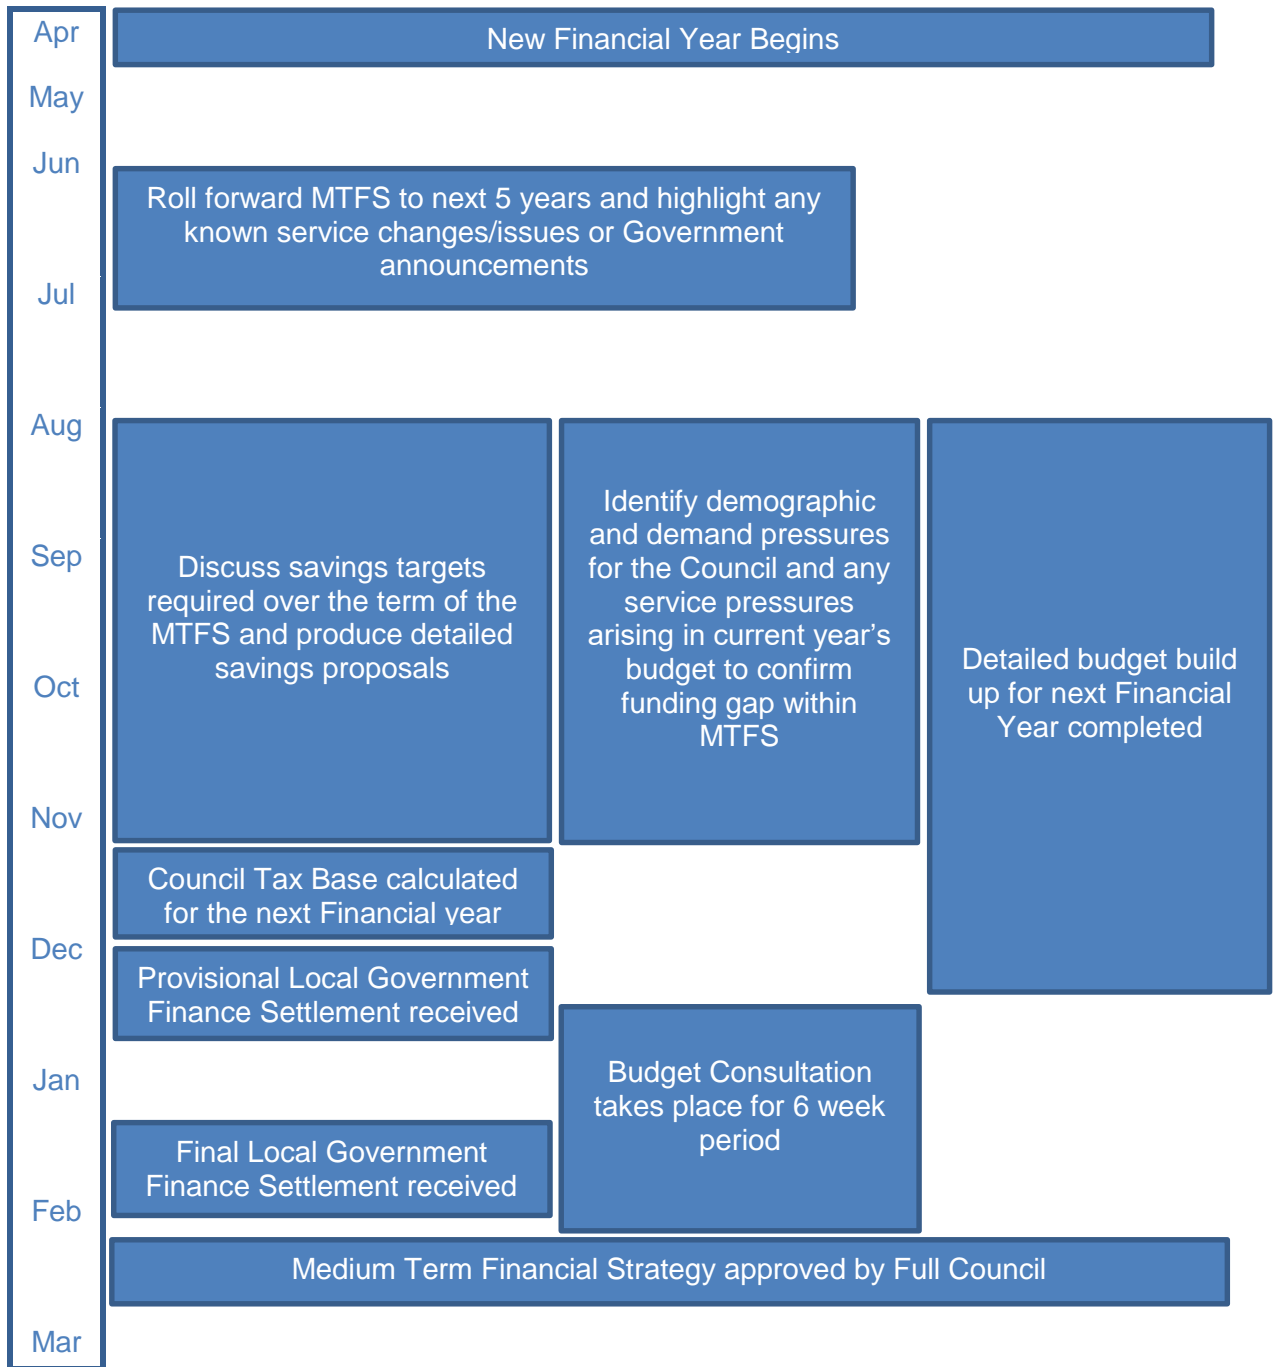 Apr
New Financial Year Begins
May
Jun
Roll forward MTFS to next 5 years and highlight any
known service changes/issues or Government
announcements
Jul
Aug
Sep
Oct
Nov
Discuss savings targets
required over the term of the
MTFS and produce detailed
savings proposals
Identify demographic
and demand pressures
for the Council and any
service pressures
arising in current year’s
budget to confirm
funding gap within
MTFS
Detailed budget build
up for next Financial
Year completed
Council Tax Base calculated
for the next Financial year
Dec
Provisional Local Government
Finance Settlement received
Jan
Budget Consultation
takes place for 6 week
period
Final Local Government
Finance Settlement received
Feb
Medium Term Financial Strategy approved by Full Council
Mar